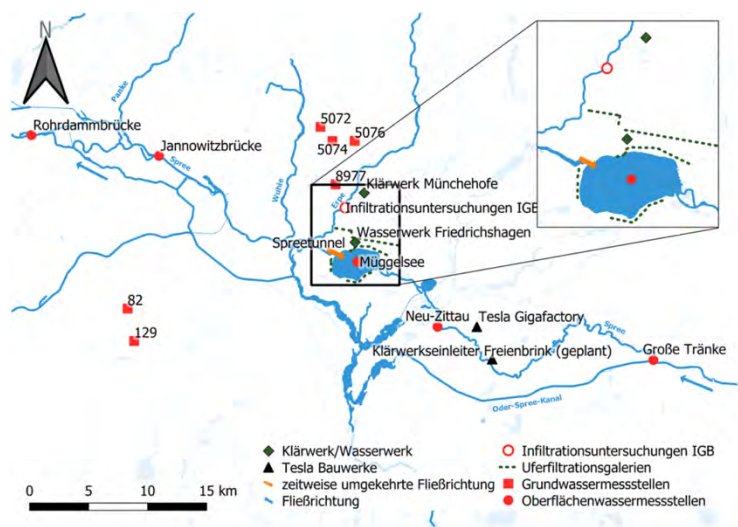 N
Panke
5072
5076
5074
Rohrdammbrücke
Jannowitzbrücke
Spree
Wuhle
8977
Erpe
Klärwerk Münchehofe
Infiltrationsuntersuchungen IGB
Wasserwerk Friedrichshagen
Spreetunnel
Müggelsee
82
129
Neu-Zittau
Tesla Gigafactory
Spree
Klärwerkseinleiter Freienbrink (geplant)
Große Tränke
Oder-Spree-Kanal
Klärwerk/Wasserwerk
Tesla Bauwerke
zeitweise umgekehrte Fließrichtung
Fließrichtung
Infiltrationsuntersuchungen IGB
Uferfiltrationsgalerien
Grundwassermessstellen
Oberflächenwassermessstellen
0 5 10 15 km